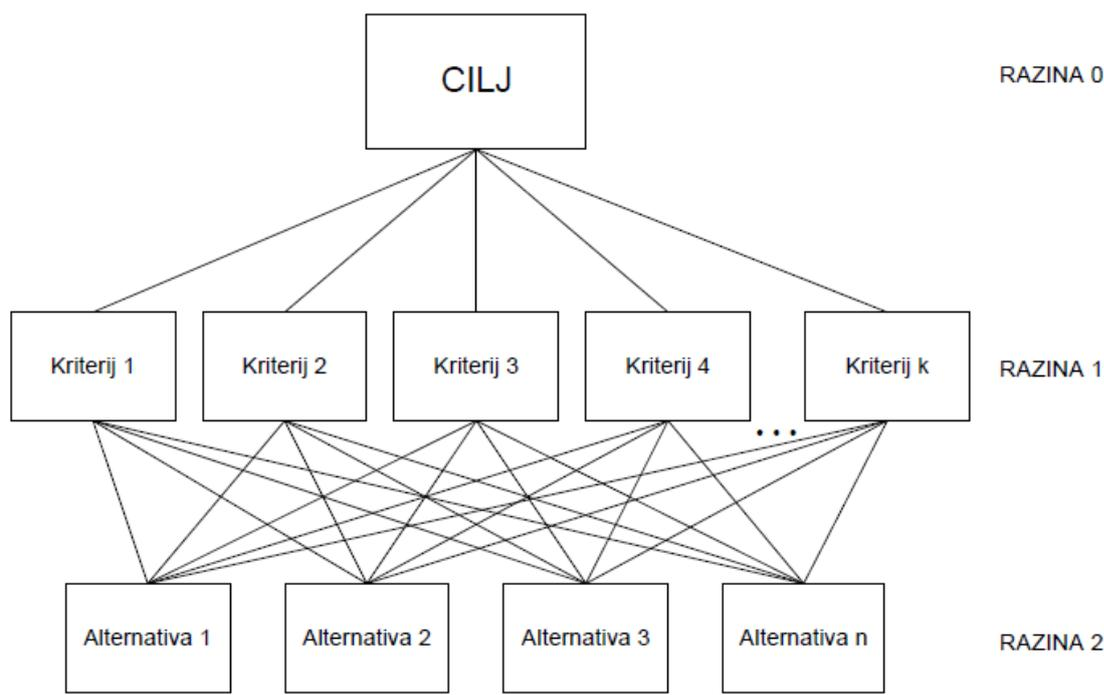 CILJ
RAZINA 0
Kriterij 1
Kriterij 2
Kriterij 3
Kriterij 4
...
Kriterij k
RAZINA 1
Alternativa 1
Alternativa 2
Alternativa 3
Alternativa n
RAZINA 2